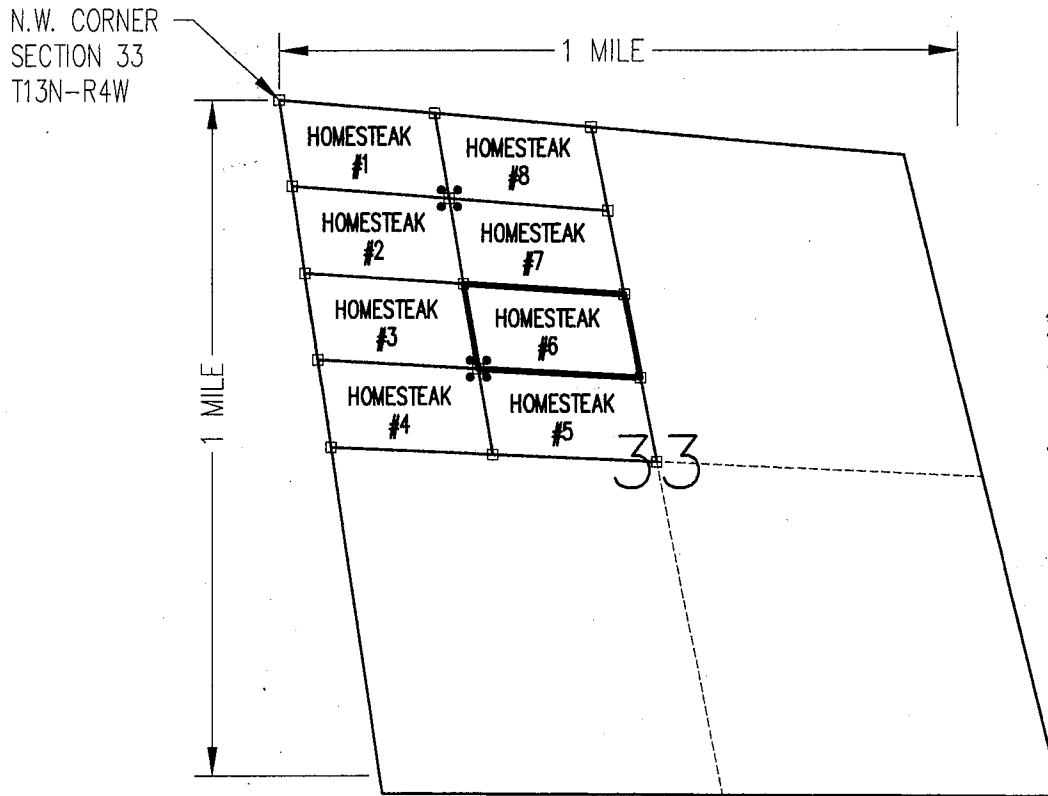 N.W. CORNER
SECTION 33
T13N-R4W
1 MILE
HOMESTEAK
#1
HOMESTEAK
#8
HOMESTEAK
#2
HOMESTEAK
#7
HOMESTEAK
#3
HOMESTEAK
#6
1 MILE
HOMESTEAK
#4
HOMESTEAK
#5
33